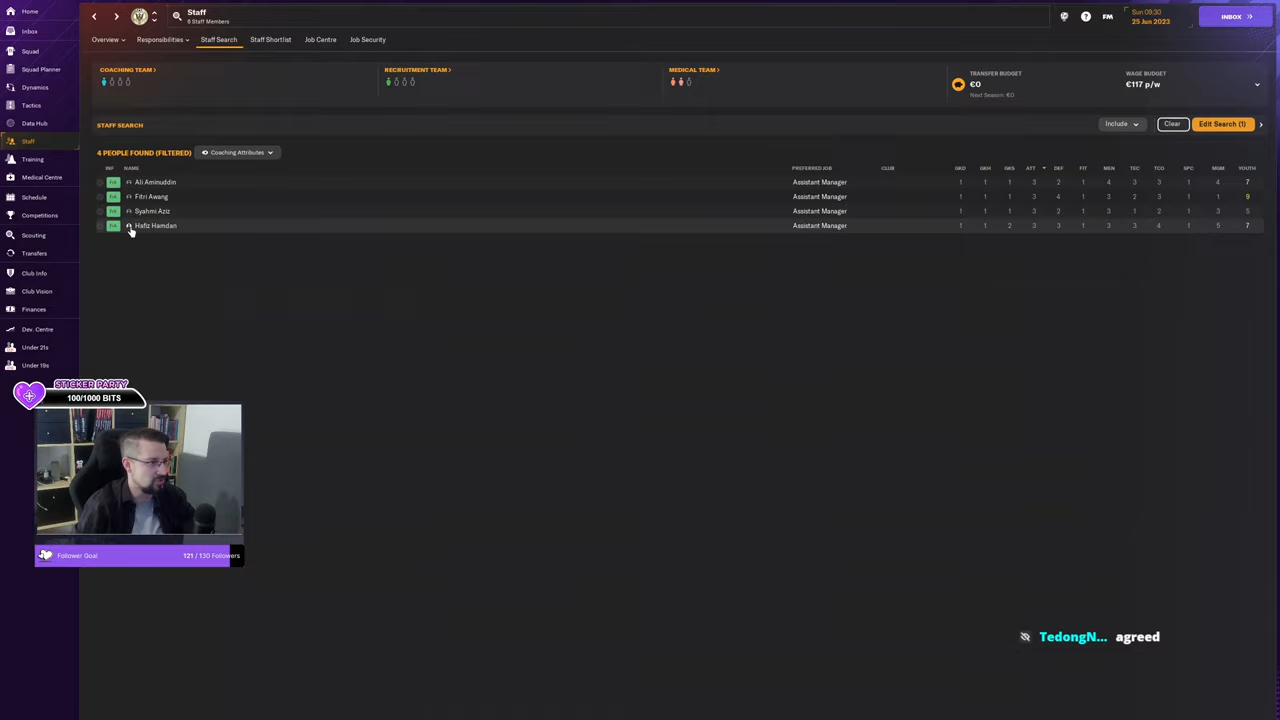 Home
Staff
6 Staff Members
FM
Sun 09:30
25 Jun 2023
INBOX
Inbox
Overview
Responsibilities
Staff Search
Staff Shortlist
Job Centre
Job Security
Squad
Squad Planner
Dynamics
Tactics
Data Hub
Staff
Training
Medical Centre
Schedule
Competitions
Scouting
Transfers
Club Info
Club Vision
Finances
Dev. Centre
Under 21s
Under 19s
COACHING TEAM
RECRUITMENT TEAM
MEDICAL TEAM
TRANSFER BUDGET
€0
Next Season: €0
WAGE BUDGET
€117 p/w
STAFF SEARCH
Include
Clear
Edit Search (1)
4 PEOPLE FOUND (FILTERED)
Coaching Attributes
INF NAME PREFERRED JOB CLUB GKD GKH GKS ATT DEF FIT MEN TEC TCO SPC MGM YOUTH
Ali Aminuddin Assistant Manager 1 1 1 3 2 1 4 3 3 1 4 7
Fitri Awang Assistant Manager 1 1 1 3 4 1 3 2 3 1 1 9
Syahmi Aziz Assistant Manager 1 1 1 3 2 1 3 1 2 1 3 5
Hafiz Hamdan Assistant Manager 1 1 2 3 3 1 3 3 4 1 5 7
STICKER PARTY
100/1000 BITS
Follower Goal
121 / 130 Followers
TedongN... agreed